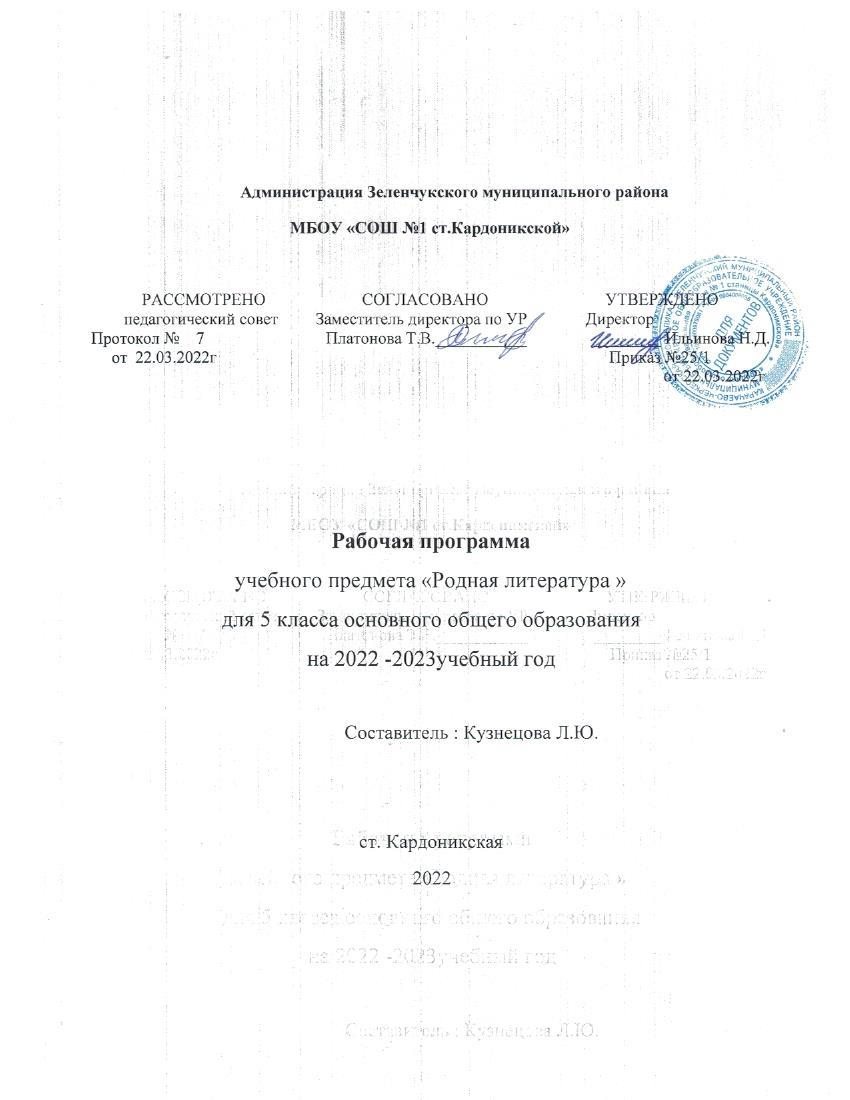 Администрация Зеленчукского муниципального района
МБОУ «СОШ №1 ст.Кардоникской»
РАССМОТРЕНО СОГЛАСОВАНО УТВЕРЖДЕНО
педагогический совет Заместитель директора по УР Директор
Протокол № 7 Платонова Т.В. Ильинова Н.Д.
от 22.03.2022г Приказ №25/1
от 22.03.2022г
ДЛЯ
ДОКУМЕНТОВ
Рабочая программа
учебного предмета «Родная литература »
для 5 класса основного общего образования
на 2022 -2023учебный год
Составитель : Кузнецова Л.Ю.
ст. Кардоникская
2022